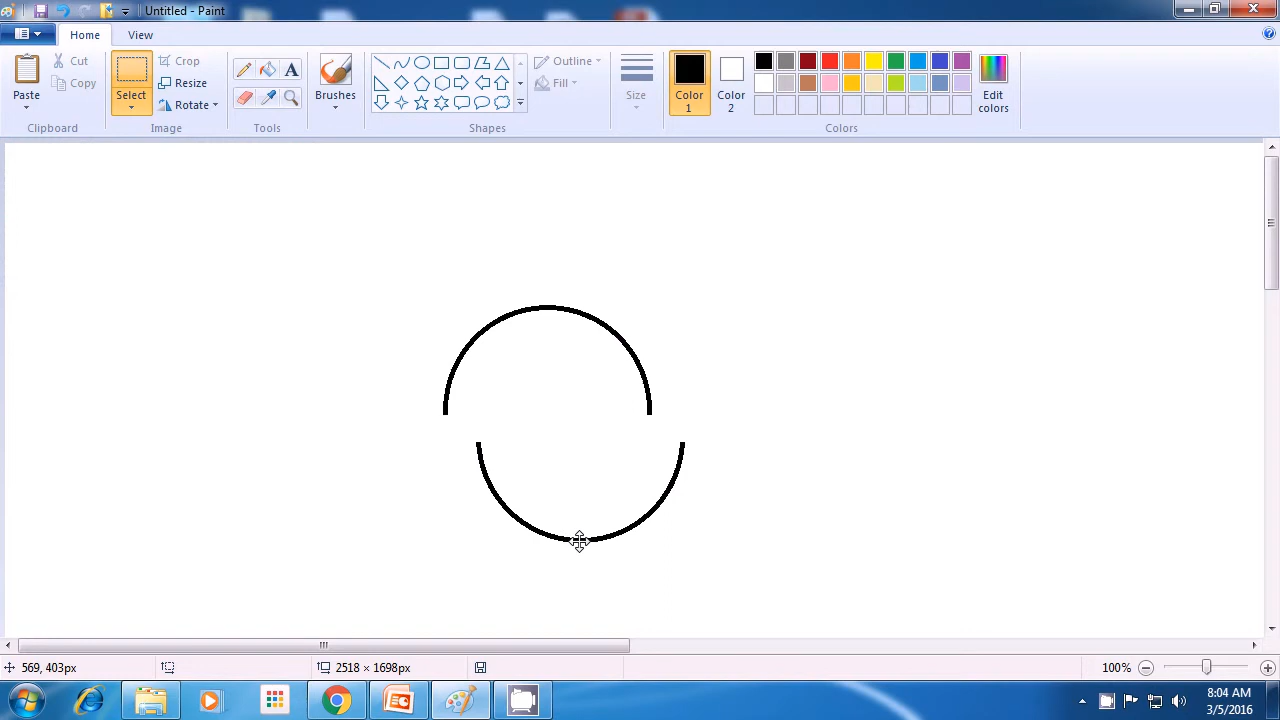 Untitled - Paint
Home View
Paste
Cut
Copy
Clipboard
Select
Crop
Resize
Rotate
Image
A
Tools
Brushes
Shapes
Outline
Fill
Size
Color
1
Color
2
Edit
colors
Colors
569, 403px
2518 × 1698px
100%
8:04 AM
3/5/2016